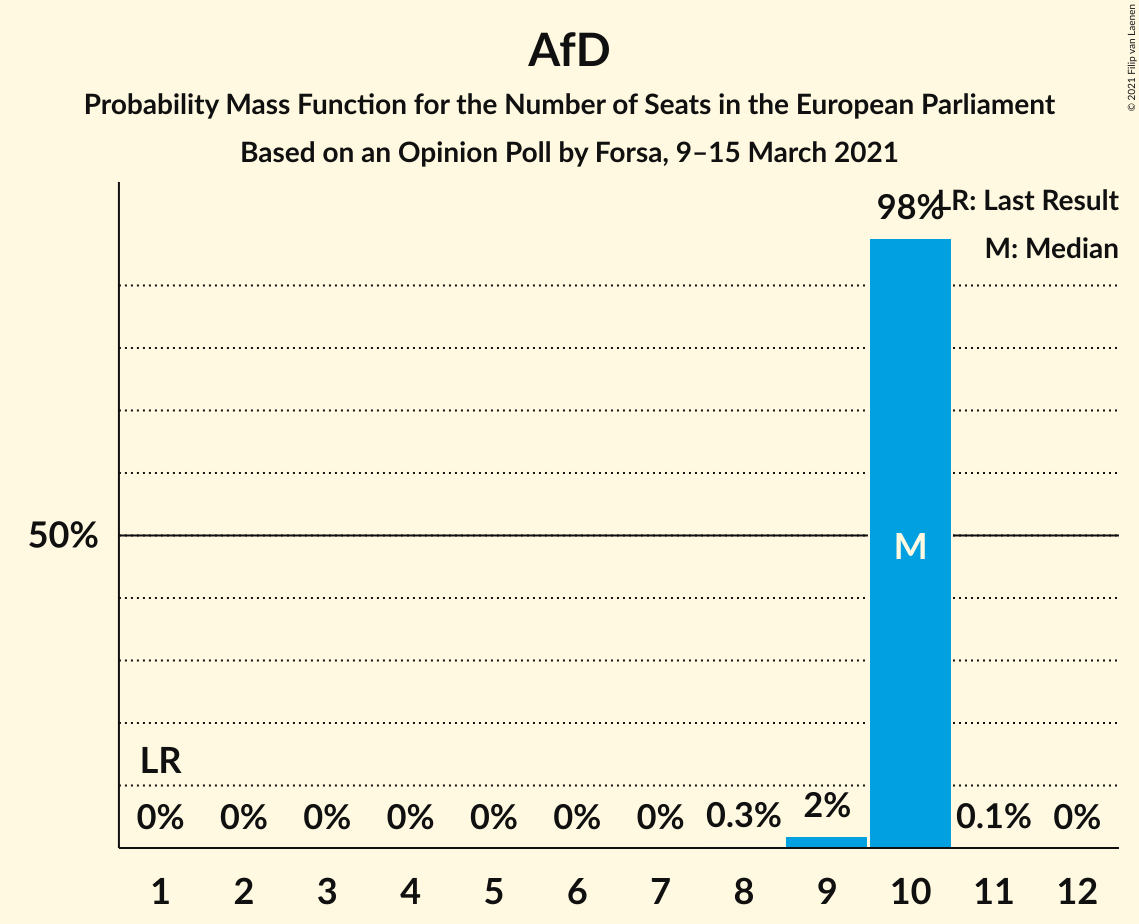 AfD
Probability Mass Function for the Number of Seats in the European Parliament
Based on an Opinion Poll by Forsa, 9–15 March 2021
© 2021 Filip van Laenen
98%
LR: Last Result
M: Median
50%
M
LR
0% 0% 0% 0% 0% 0% 0% 0.3% 2% 0.1% 0%
1 2 3 4 5 6 7 8 9 10 11 12